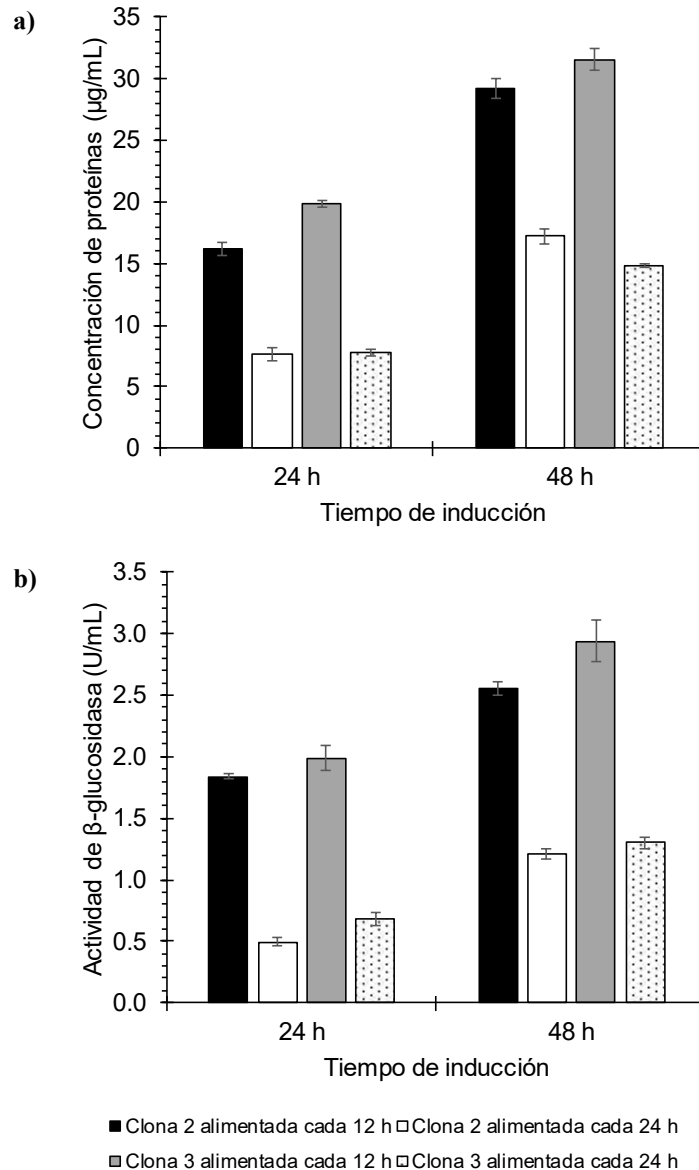 a)
Concentración de proteínas (µg/mL)
35
30
25
20
15
10
5
0
24 h 48 h
Tiempo de inducción
b)
Actividad de β-glucosidasa (U/mL)
3.5
3.0
2.5
2.0
1.5
1.0
0.5
0.0
24 h 48 h
Tiempo de inducción
Clona 2 alimentada cada 12 h Clona 2 alimentada cada 24 h
Clona 3 alimentada cada 12 h Clona 3 alimentada cada 24 h